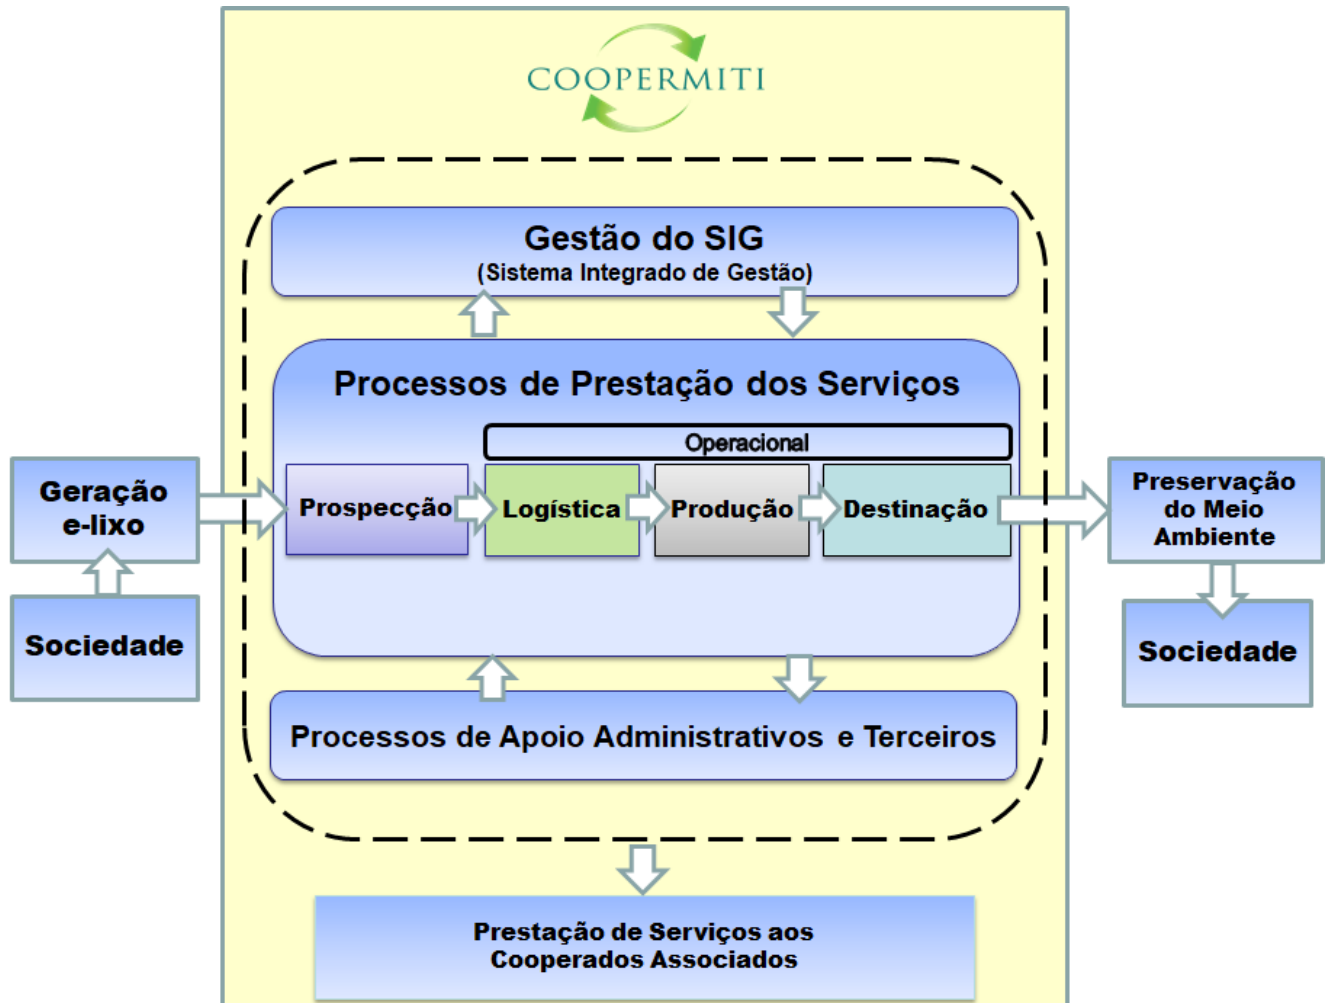 COOPERMITI
Gestão do SIG
(Sistema Integrado de Gestão)
Processos de Prestação dos Serviços
Operacional
Geração
e-lixo
Prospecção
Logística
Produção
Destinação
Preservação
do Meio
Ambiente
Sociedade
Sociedade
Processos de Apoio Administrativos e Terceiros
Prestação de Serviços aos
Cooperados Associados